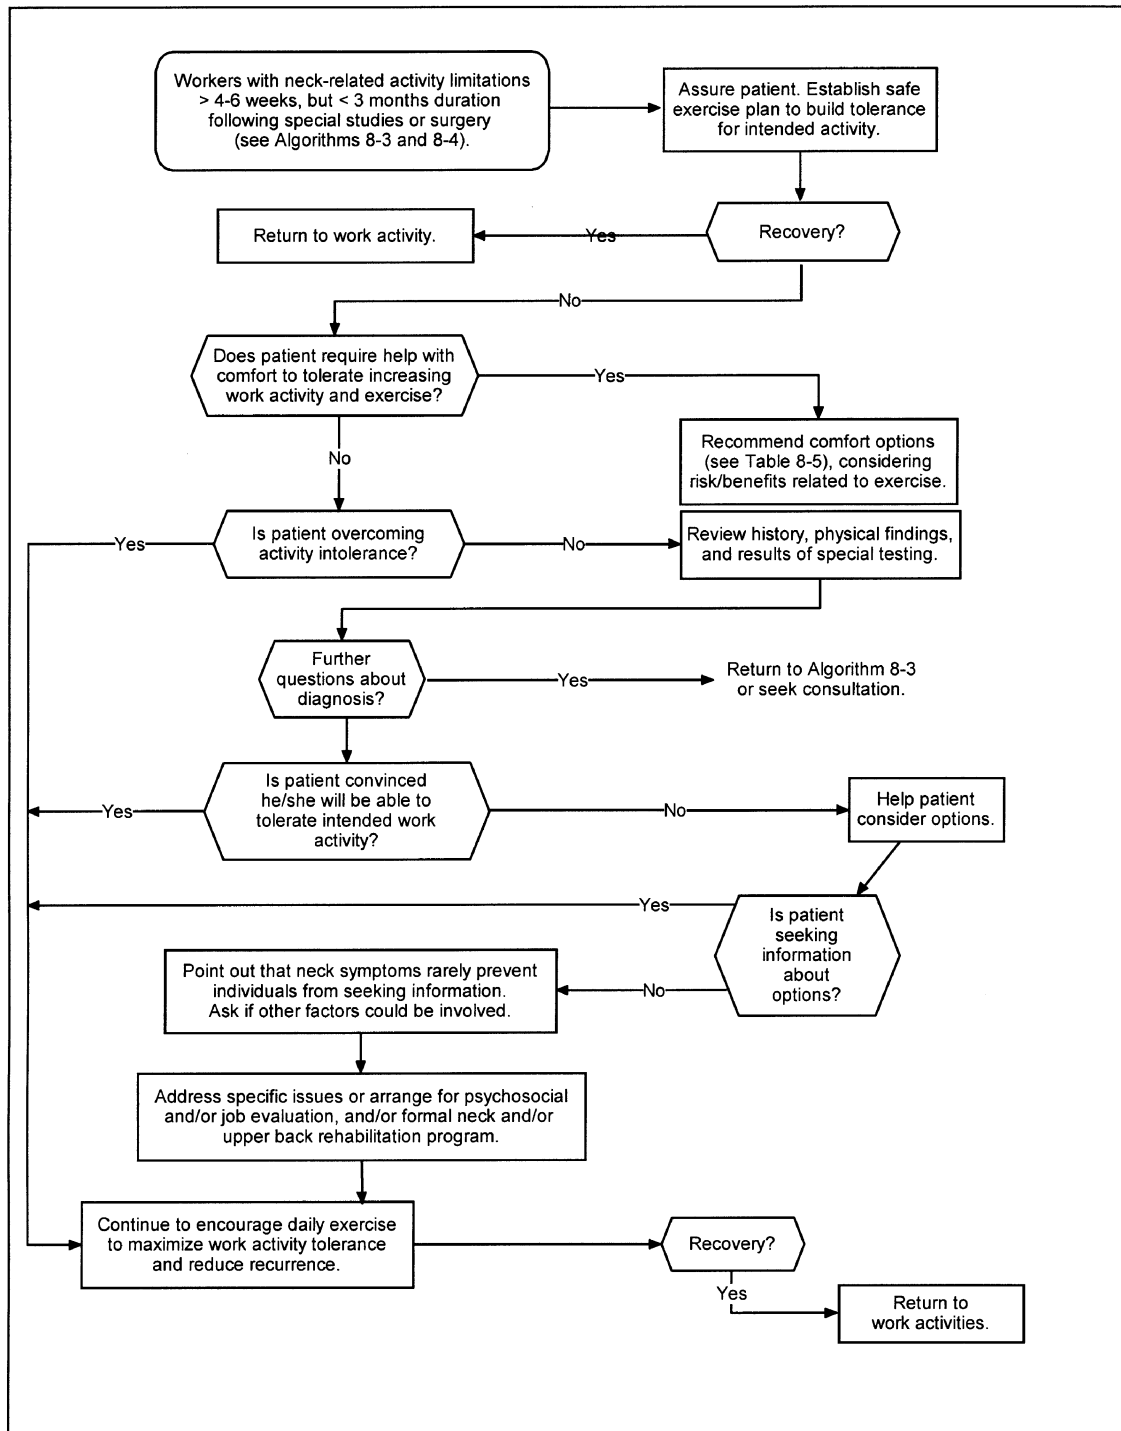 Workers with neck-related activity limitations
> 4-6 weeks, but < 3 months duration
following special studies or surgery
(see Algorithms 8-3 and 8-4).
Assure patient. Establish safe
exercise plan to build tolerance
for intended activity.
Return to work activity.
Yes
Recovery?
No
Does patient require help with
comfort to tolerate increasing
work activity and exercise?
Yes
No
Recommend comfort options
(see Table 8-5), considering
risk/benefits related to exercise.
Yes
Is patient overcoming
activity intolerance?
No
Review history, physical findings,
and results of special testing.
Further
questions about
diagnosis?
Yes
Return to Algorithm 8-3
or seek consultation.
Yes
Is patient convinced
he/she will be able to
tolerate intended work
activity?
No
Help patient
consider options.
Yes
Is patient
seeking
information
about
options?
No
Point out that neck symptoms rarely prevent
individuals from seeking information.
Ask if other factors could be involved.
Address specific issues or arrange for psychosocial
and/or job evaluation, and/or formal neck and/or
upper back rehabilitation program.
Continue to encourage daily exercise
to maximize work activity tolerance
and reduce recurrence.
Recovery?
Yes
Return to
work activities.